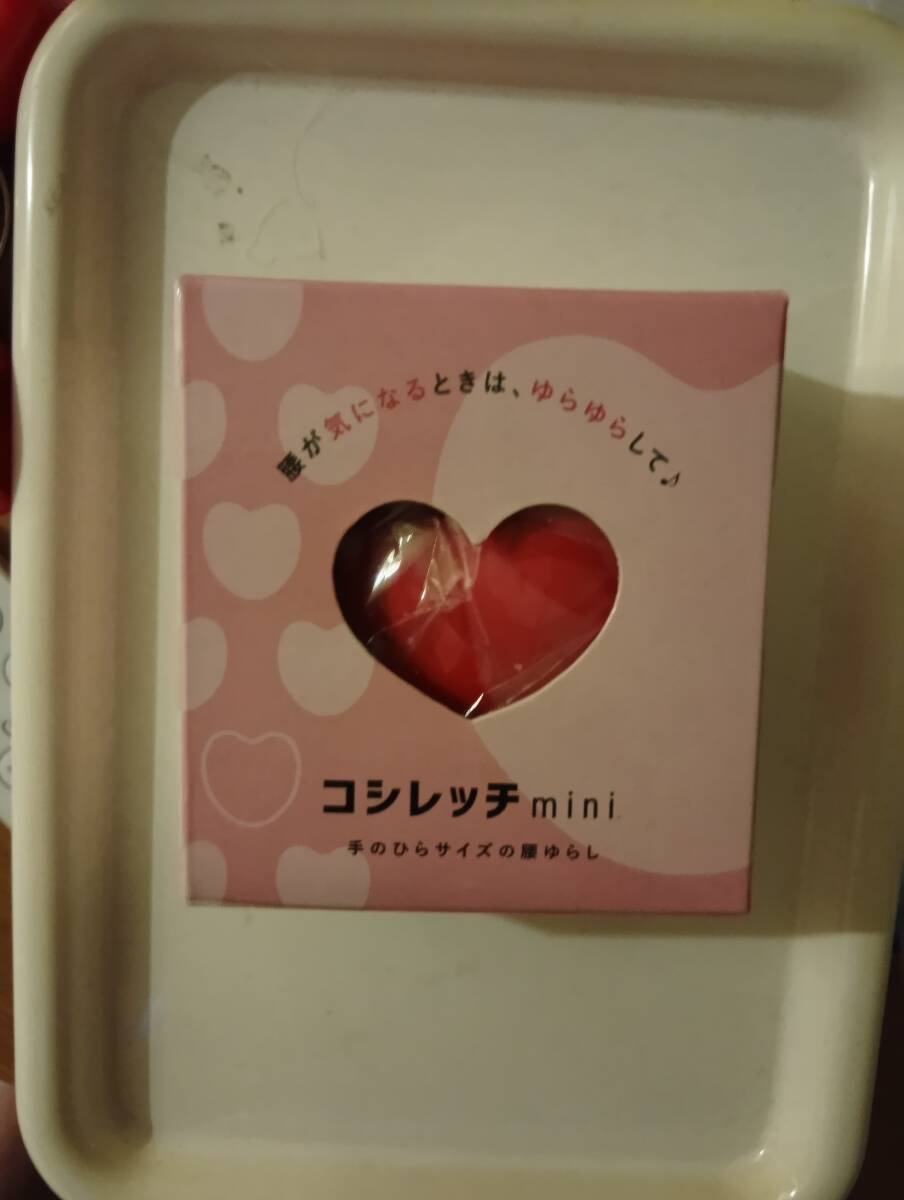 腰が気になるときは、ゆらゆらして♪
コシレッチmini
手のひらサイズの腰ゆらし